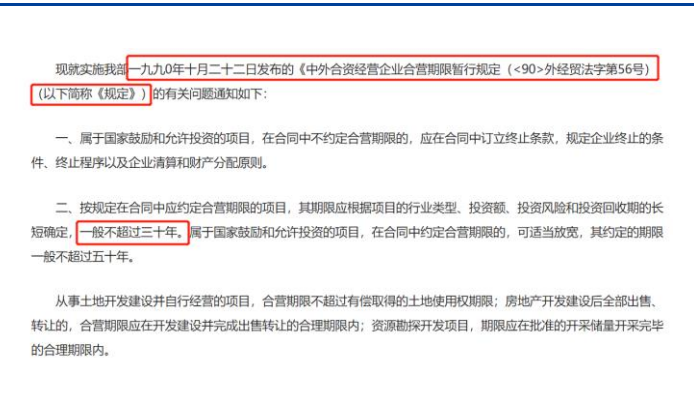 现就实施我部一九九0年十月二十二日发布的《中外合资经营企业合营期限暂行规定（<90>外经贸法字第56号）
（以下简称《规定》）的有关问题通知如下：
一、属于国家鼓励和允许投资的项目，在合同中不约定合营期限的，应在合同中订立终止条款，规定企业终止的条
件、终止程序以及企业清算和财产分配原则。
二、按规定在合同中应约定合营期限的项目，其期限应根据项目的行业类型、投资额、投资风险和投资回收期的长
短确定，一般不超过三十年。属于国家鼓励和允许投资的项目，在合同中约定合营期限的，可适当放宽，其约定的期限
一般不超过五十年。
从事土地开发建设并自行经营的项目，合营期限不超过有偿取得的土地使用权期限；房地产开发建设后全部出售、
转让的，合营期限应在开发建设并完成出售转让的合理期限内；资源勘探开发项目，期限应在批准的开采储量开采完毕
的合理期限内。